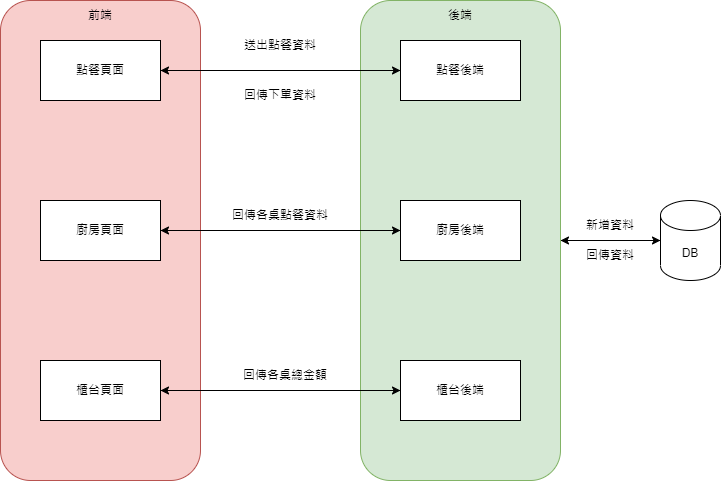 前端
後端
點餐頁面
送出點餐資料
回傳下單資料
點餐後端
廚房頁面
回傳各桌點餐資料
廚房後端
新增資料
回傳資料
DB
櫃台頁面
回傳各桌總金額
櫃台後端